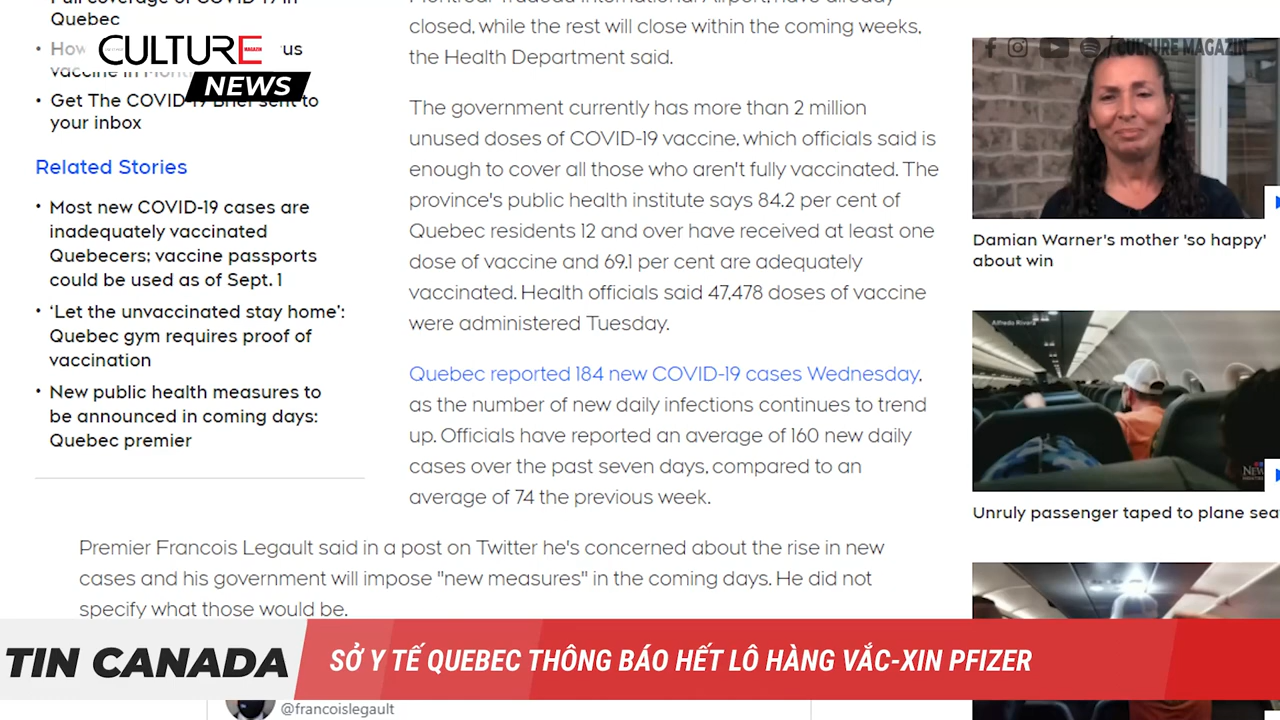 Quebec
How us
vaccine in
Get The COVID-19 Brief sent to
your inbox
Related Stories
Most new COVID-19 cases are
inadequately vaccinated
Quebecers; vaccine passports
could be used as of Sept. 1
‘Let the unvaccinated stay home’:
Quebec gym requires proof of
vaccination
New public health measures to
be announced in coming days:
Quebec premier
CULTURE
MAGAZIN
NEWS
closed, while the rest will close within the coming weeks,
the Health Department said.
The government currently has more than 2 million
unused doses of COVID-19 vaccine, which officials said is
enough to cover all those who aren't fully vaccinated. The
province's public health institute says 84.2 per cent of
Quebec residents 12 and over have received at least one
dose of vaccine and 69.1 per cent are adequately
vaccinated. Health officials said 47,478 doses of vaccine
were administered Tuesday.
Quebec reported 184 new COVID-19 cases Wednesday,
as the number of new daily infections continues to trend
up. Officials have reported an average of 160 new daily
cases over the past seven days, compared to an
average of 74 the previous week.
Premier Francois Legault said in a post on Twitter he's concerned about the rise in new
cases and his government will impose "new measures" in the coming days. He did not
specify what those would be.
@francoislegault
/ CULTURE MAGAZIN
Damian Warner's mother 'so happy'
about win
Alfredo Rivera
NEW
Unruly passenger taped to plane sea
TIN CANADA
SỞ Y TẾ QUEBEC THÔNG BÁO HẾT LÔ HÀNG VẮC-XIN PFIZER